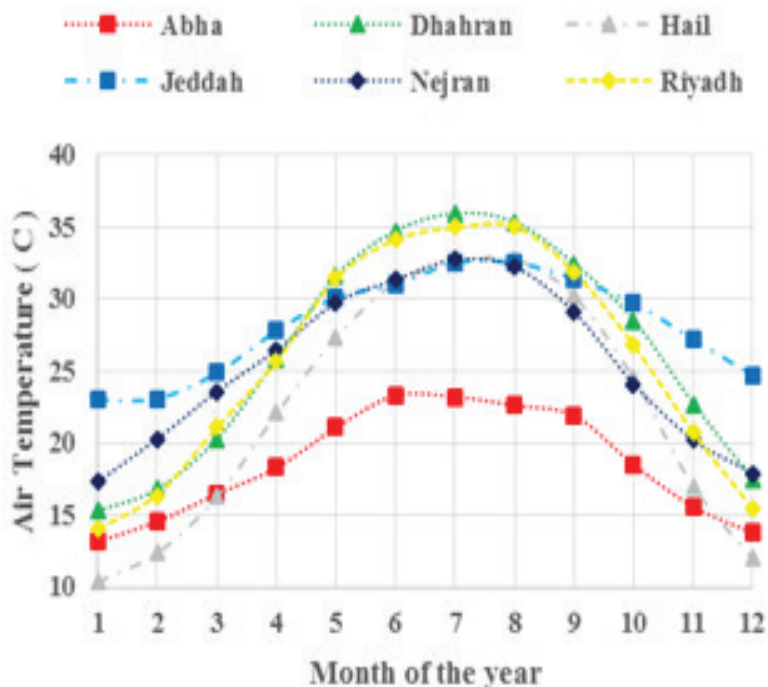 Abha Dhahran Hail
Jeddah Nejran Riyadh
40
35
30
25
20
15
10
Air Temperature ( C )
1 2 3 4 5 6 7 8 9 10 11 12
Month of the year